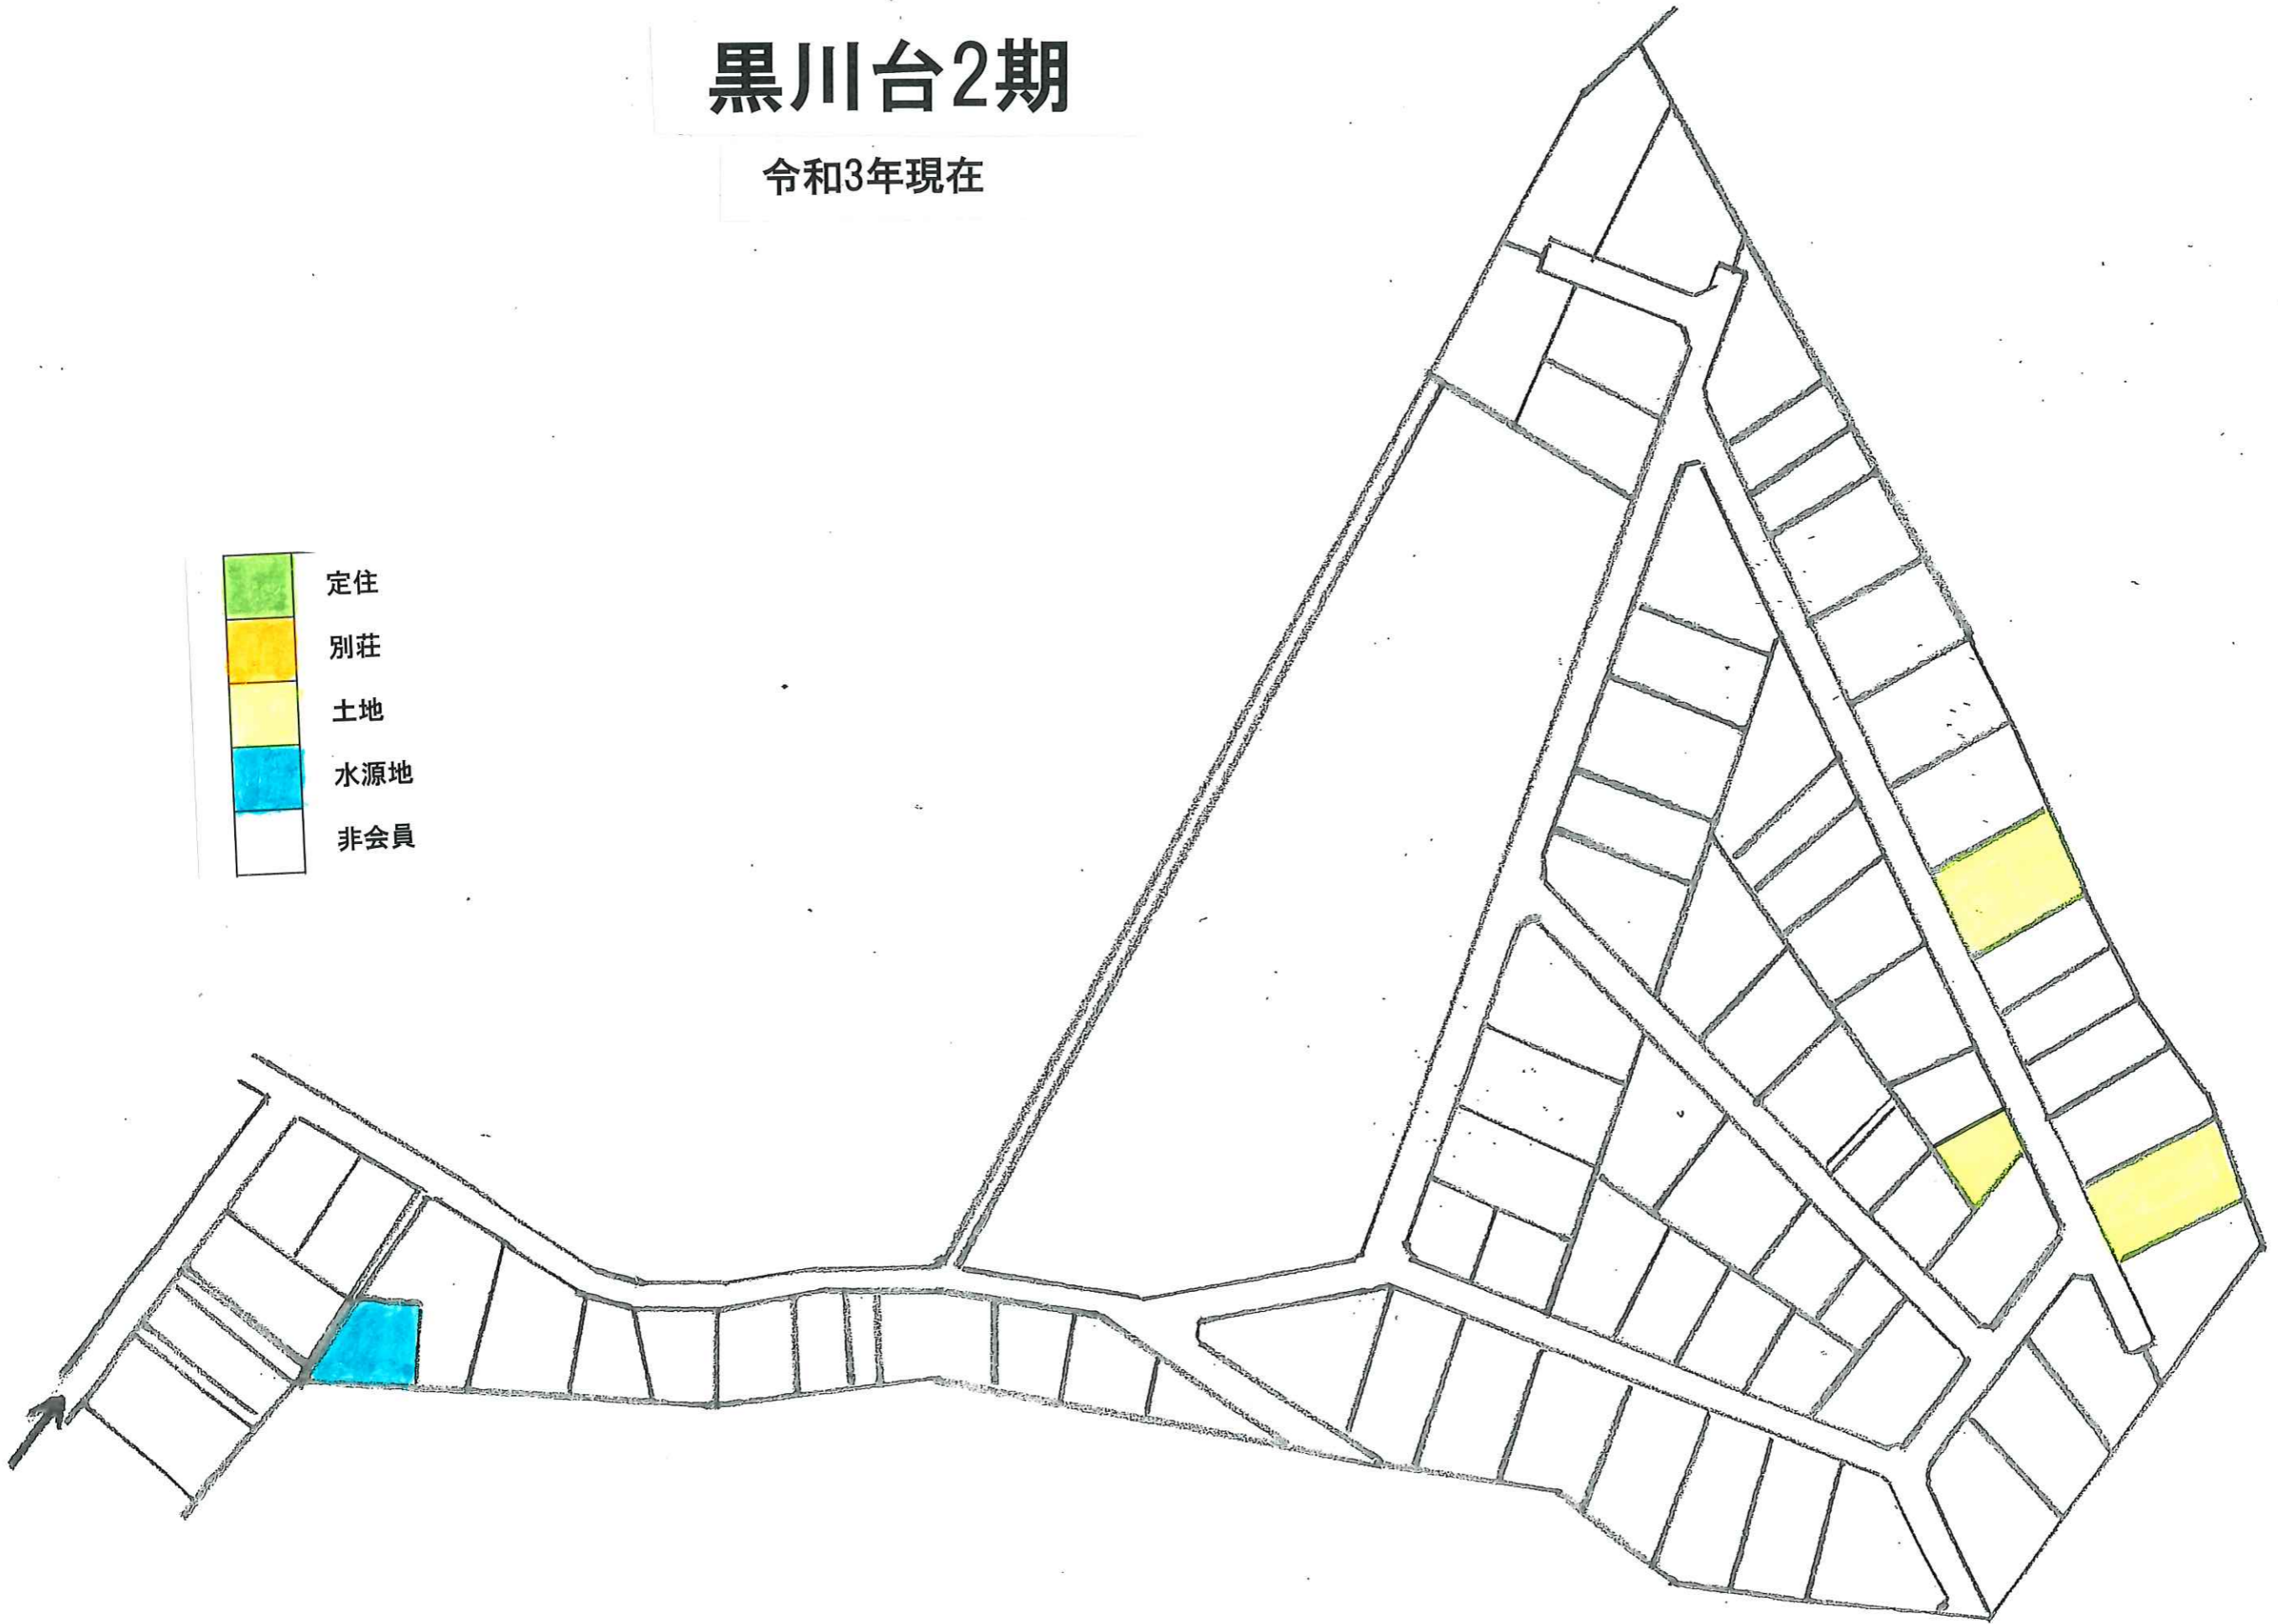 黒川台2期
令和3年現在
定住
別荘
土地
水源地
非会員